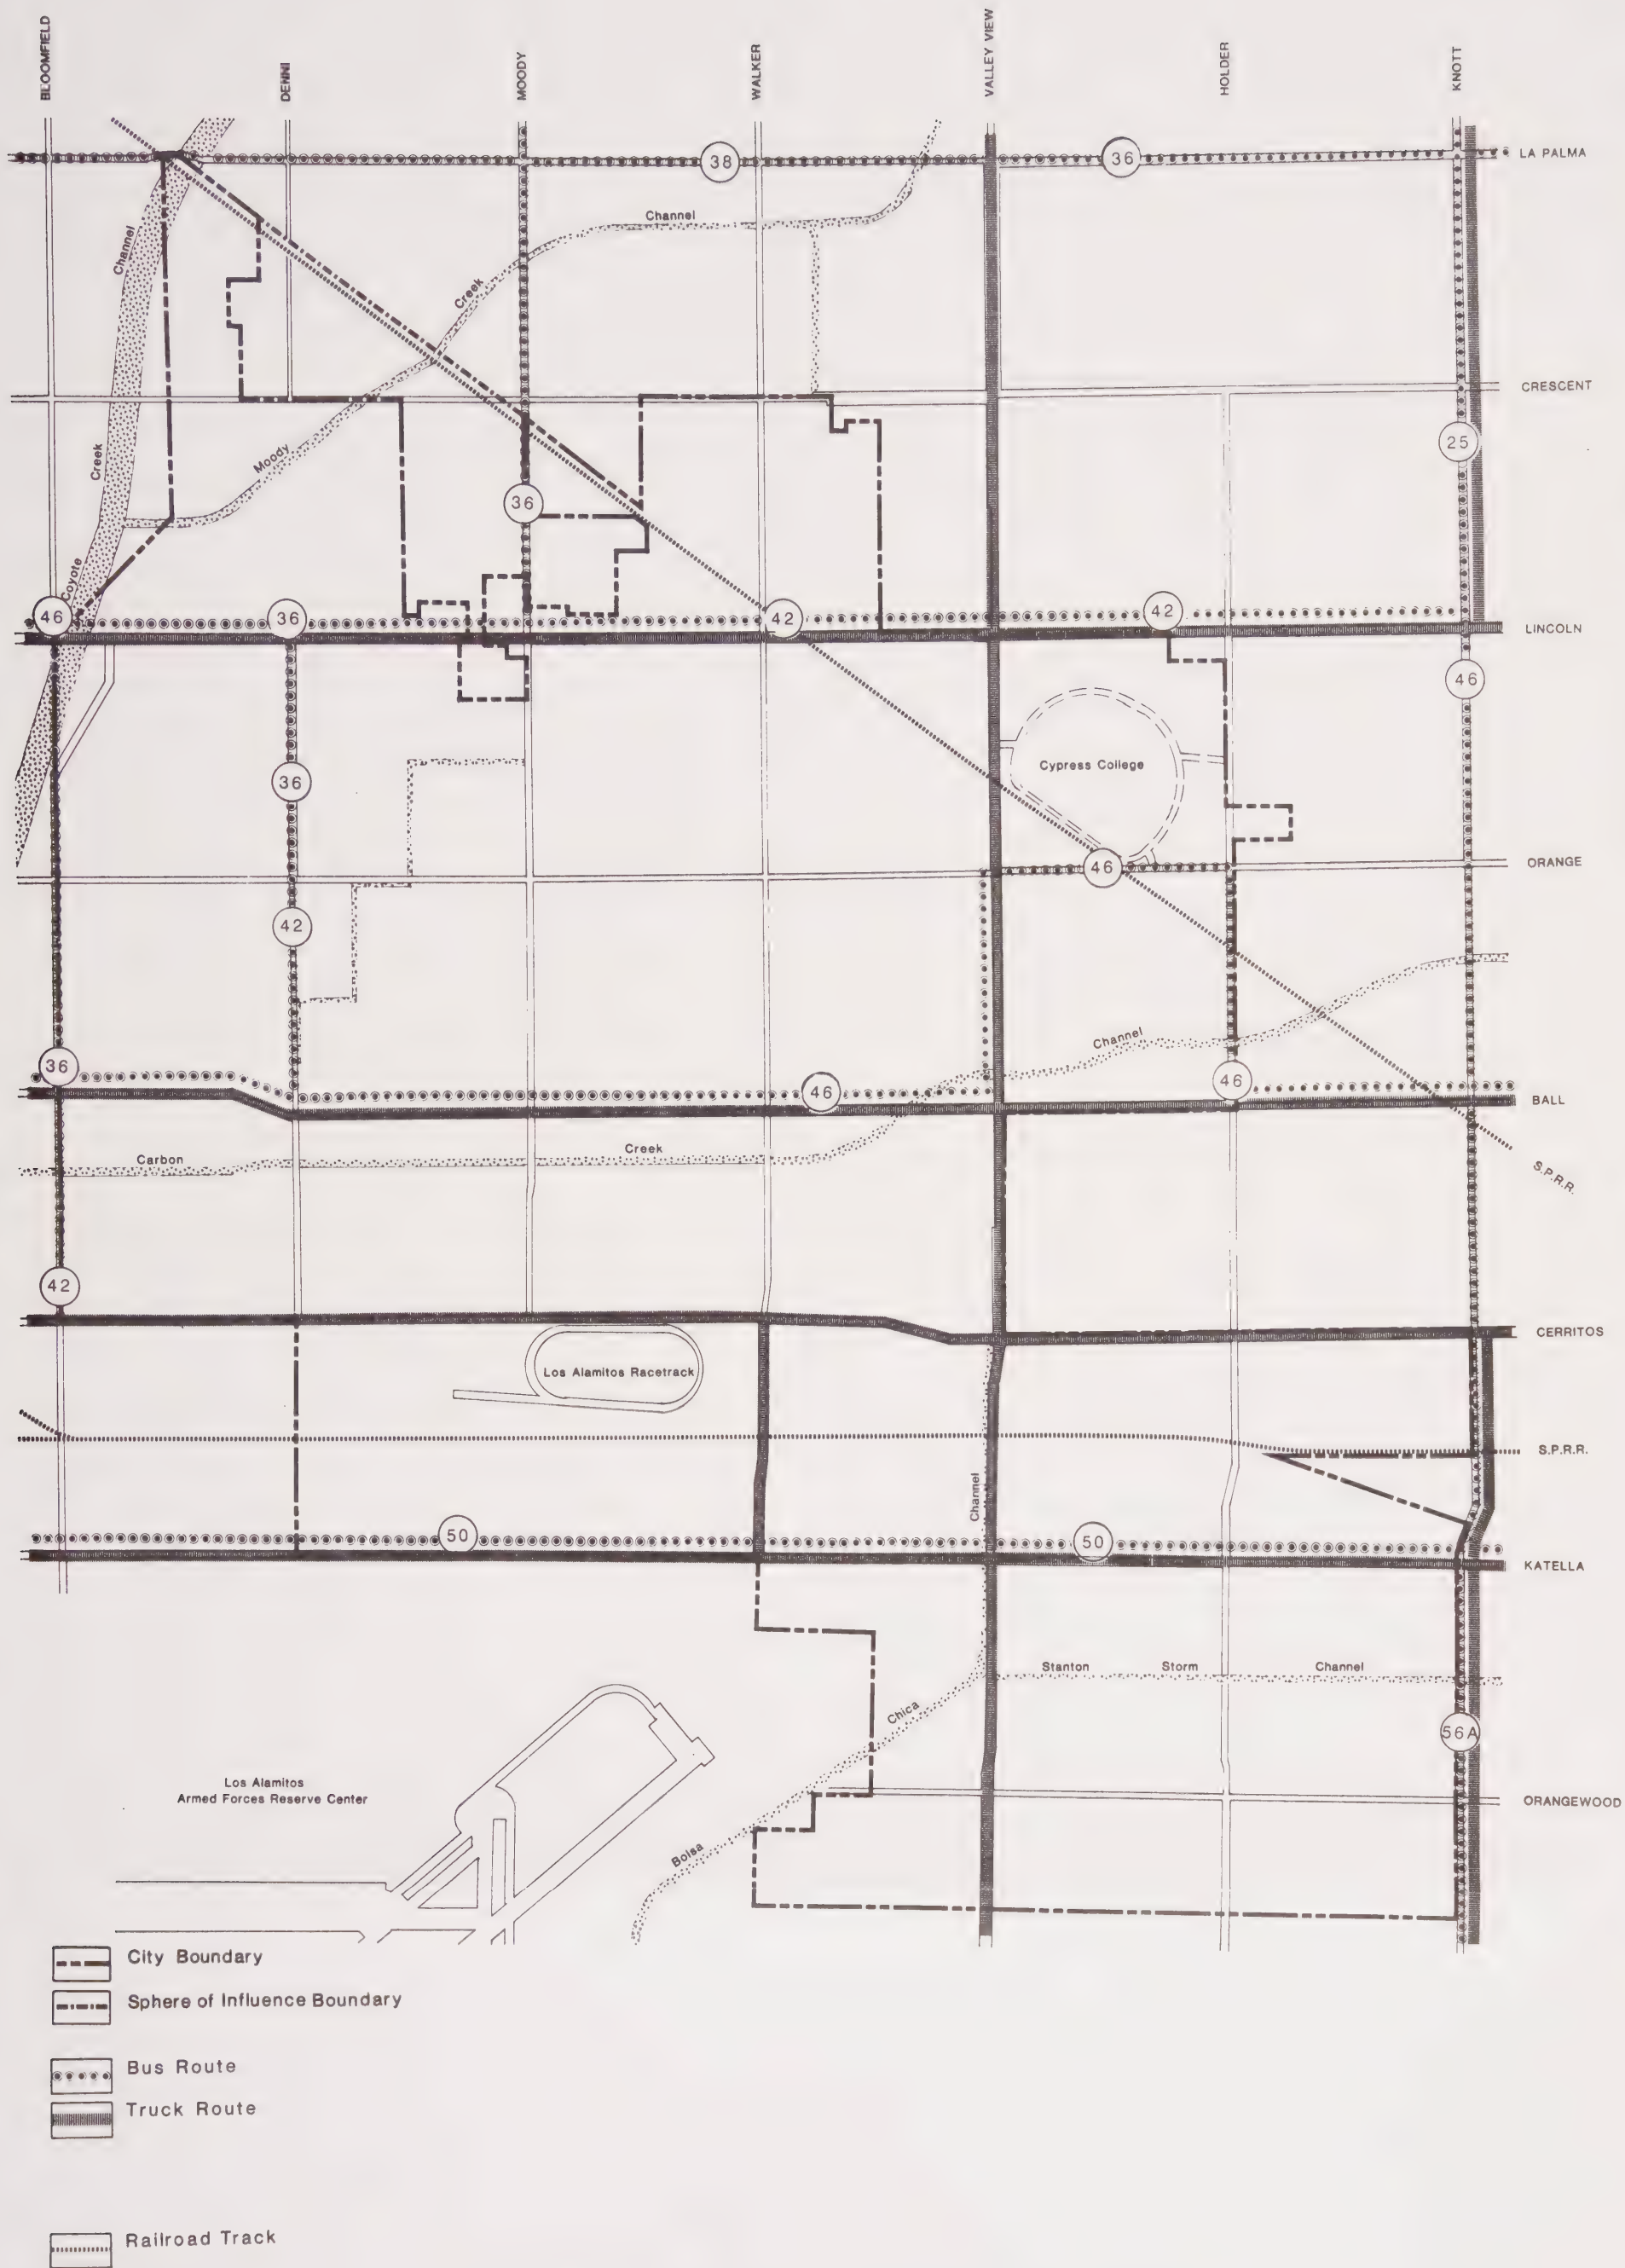 BLOOMFIELD
DENNI
MOODY
WALKER
VALLEY VIEW
HOLDER
KNOTT
38
36
LA PALMA
Channel
Channel
Creek
CRESCENT
25
Creek
Moody
36
Coyote
46
36
42
42
LINCOLN
46
Cypress College
36
46
ORANGE
42
Channel
36
46
46
BALL
Carbon
Creek
S.P.R.R.
42
CERRITOS
Los Alamitos Racetrack
S.P.R.R.
Channel
50
50
KATELLA
Stanton Storm Channel
Chica
56A
Los Alamitos
Armed Forces Reserve Center
ORANGEWOOD
Bolsa
City Boundary
Sphere of Influence Boundary
Bus Route
Truck Route
Railroad Track